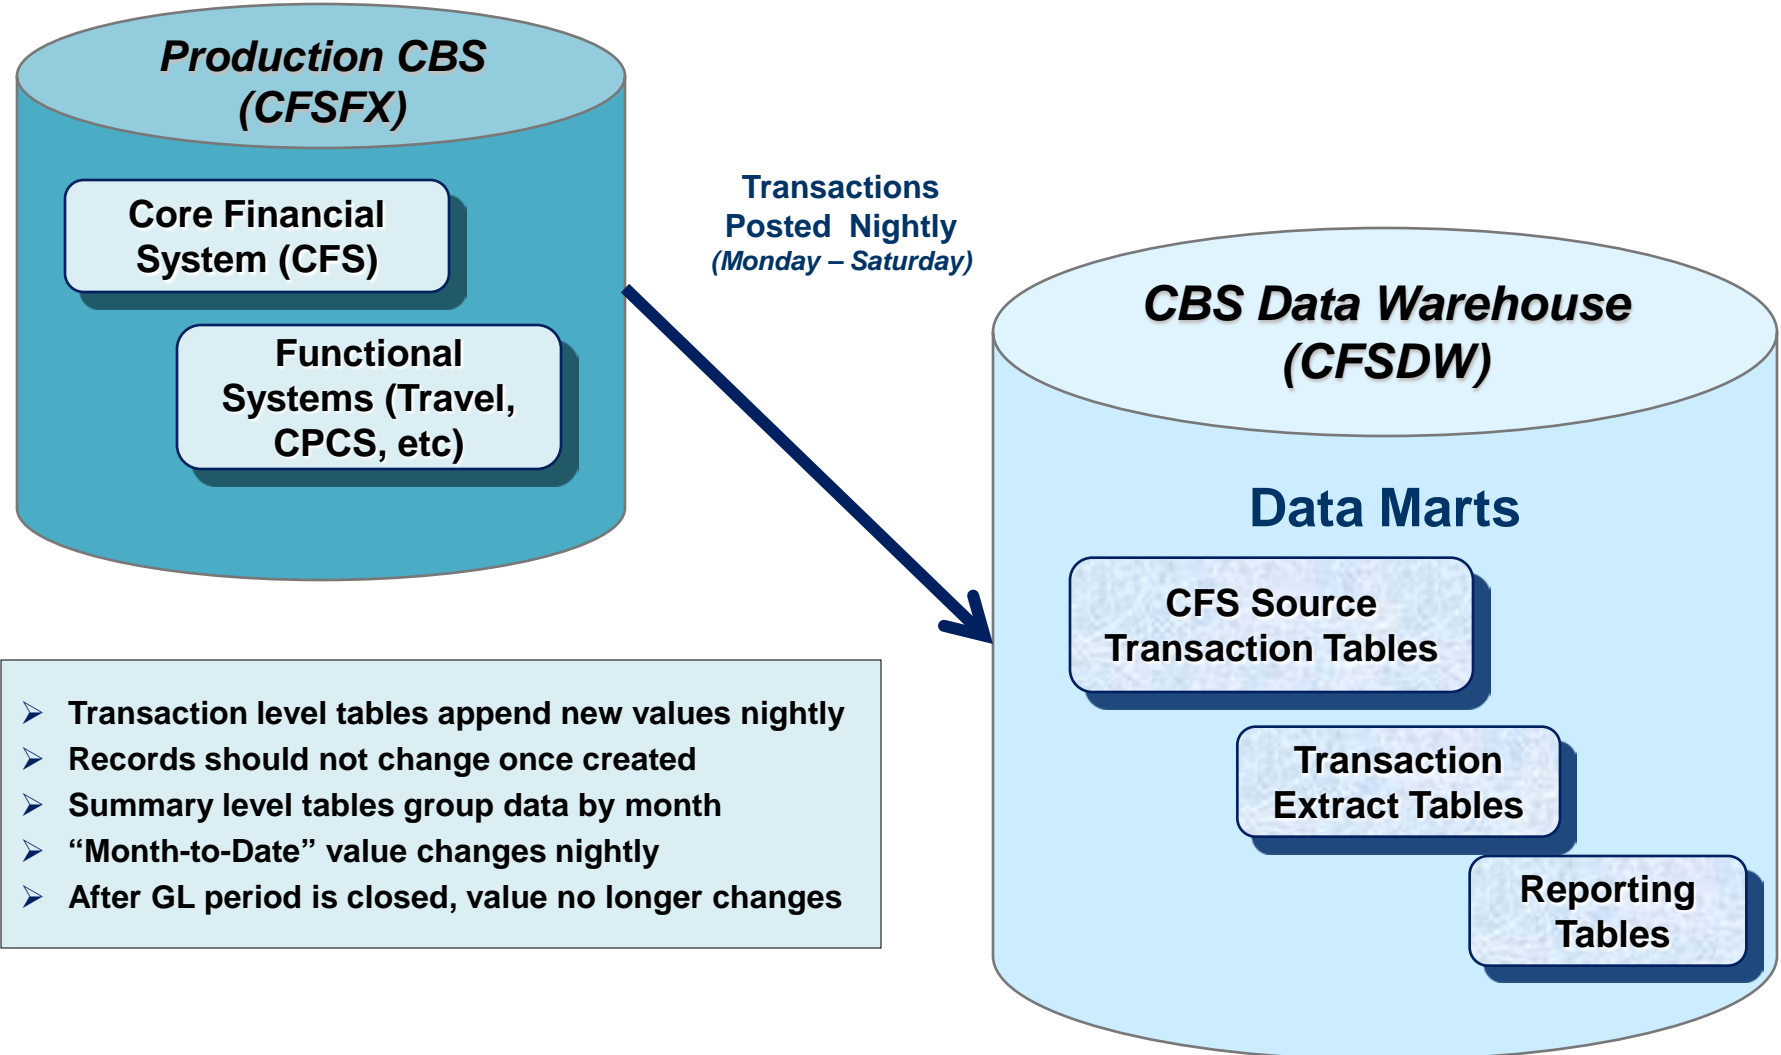 Production CBS
(CFSFX)
Core Financial
System (CFS)
Functional
Systems (Travel,
CPCS, etc)
Transactions
Posted  Nightly
(Monday – Saturday)
CBS Data Warehouse
(CFSDW)
Data Marts
CFS Source
Transaction Tables
Transaction
Extract Tables
Reporting
Tables
➢ Transaction level tables append new values nightly
➢ Records should not change once created
➢ Summary level tables group data by month
➢ “Month-to-Date” value changes nightly
➢ After GL period is closed, value no longer changes